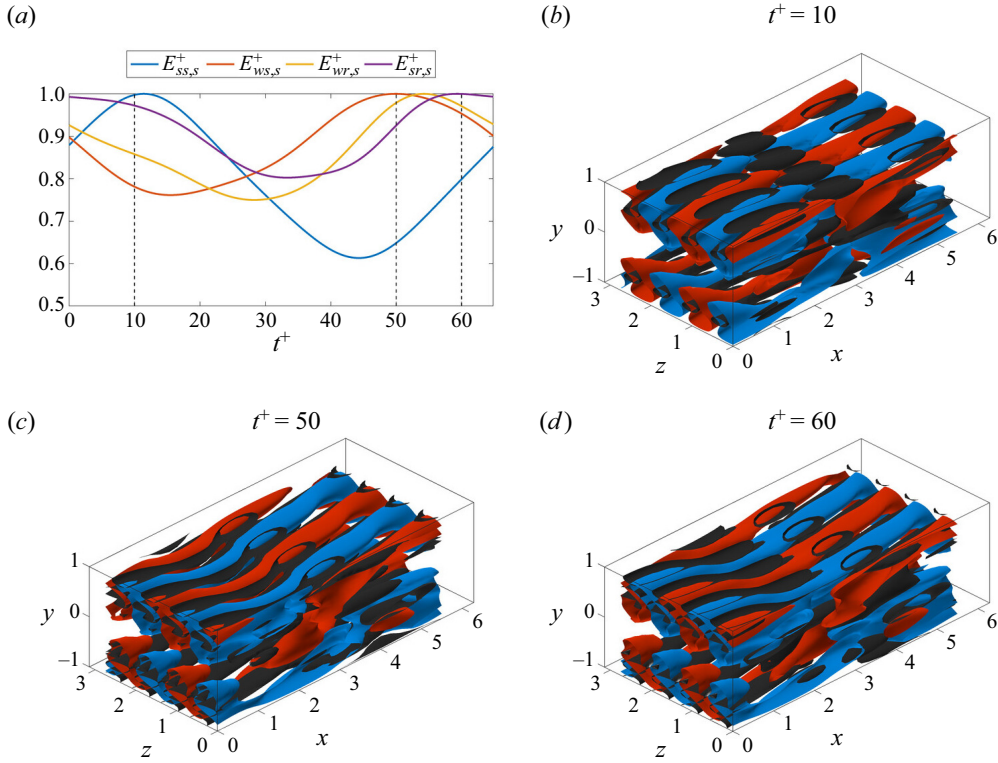 (a)
E+ss,s E+ws,s E+wr,s E+sr,s
1.0
0.9
0.8
0.7
0.6
0.5
0 10 20 30 40 50 60
t+
(b)
t+ = 10
1
y 0
−1
3 2 1 0
z
0 1 2 3 4 5 6
x
(c)
t+ = 50
1
y 0
−1
3 2 1 0
z
0 1 2 3 4 5 6
x
(d)
t+ = 60
1
y 0
−1
3 2 1 0
z
0 1 2 3 4 5 6
x